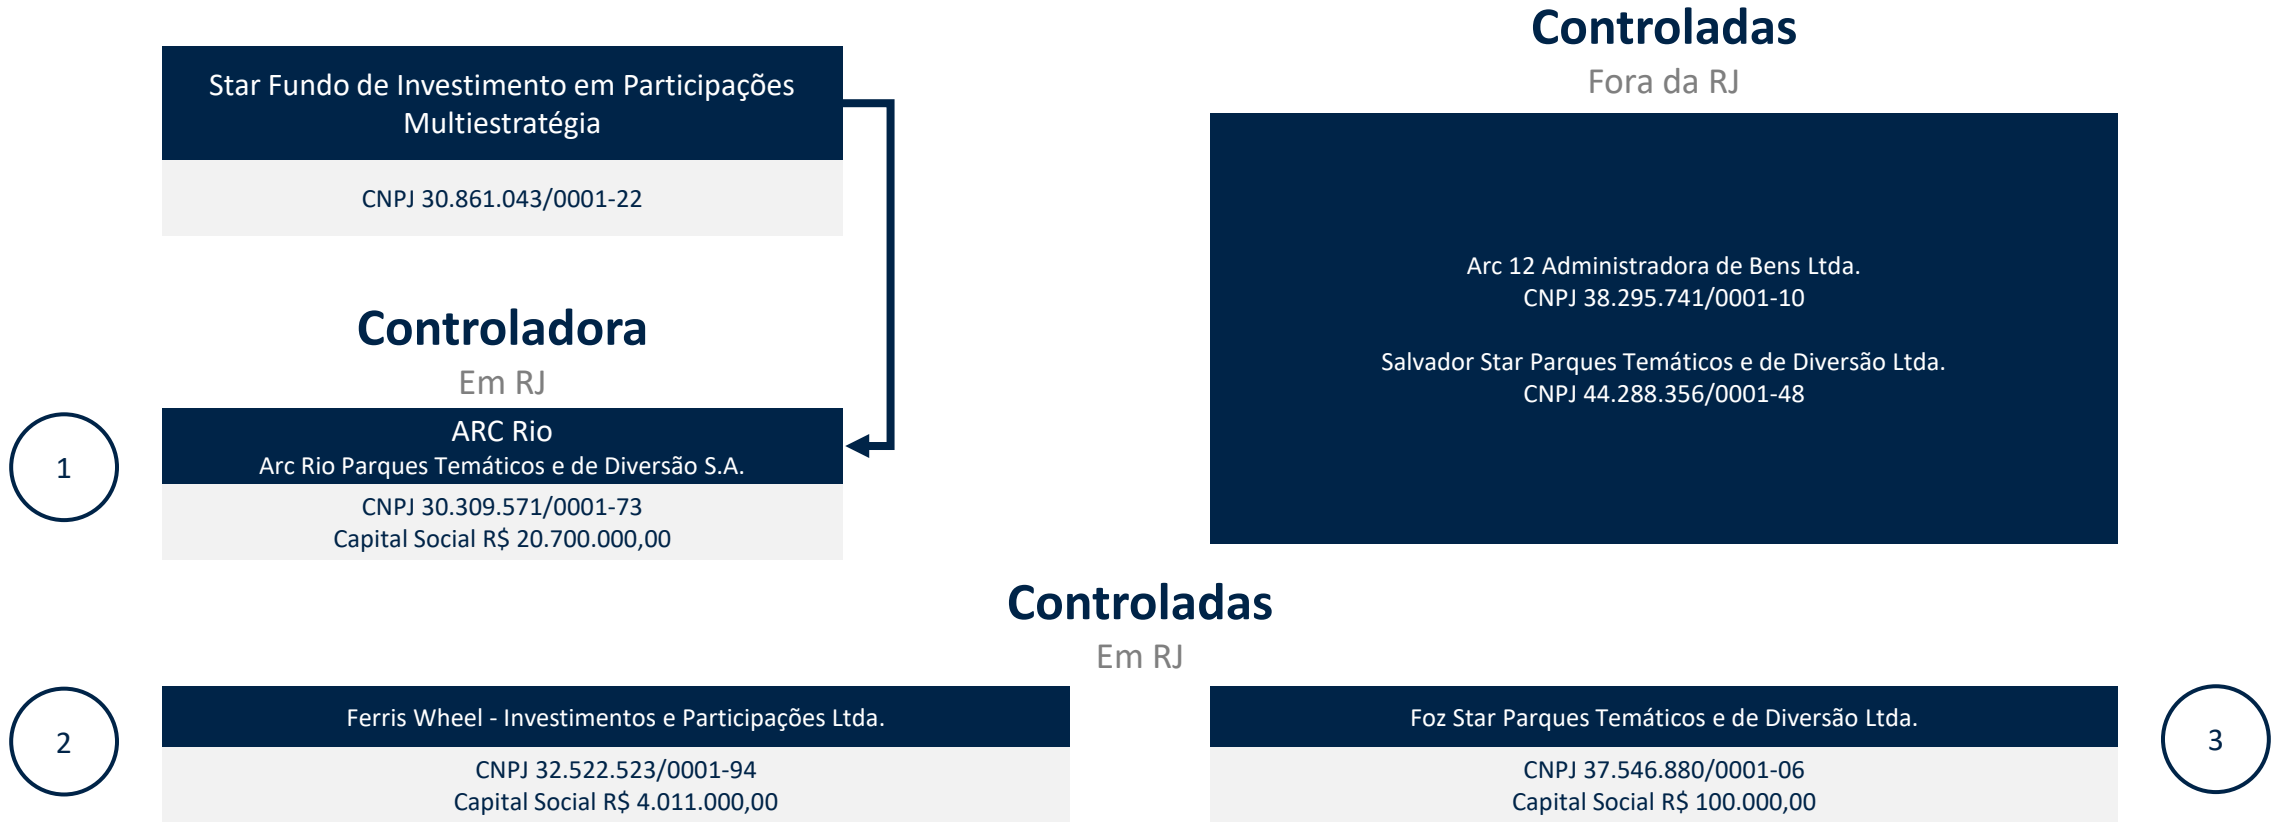 Star Fundo de Investimento em Participações
Multiestratégia
CNPJ 30.861.043/0001-22
Controladora
Em RJ
1
ARC Rio
Arc Rio Parques Temáticos e de Diversão S.A.
CNPJ 30.309.571/0001-73
Capital Social R$ 20.700.000,00
Controladas
Fora da RJ
Arc 12 Administradora de Bens Ltda.
CNPJ 38.295.741/0001-10
Salvador Star Parques Temáticos e de Diversão Ltda.
CNPJ 44.288.356/0001-48
Controladas
Em RJ
2
Ferris Wheel - Investimentos e Participações Ltda.
CNPJ 32.522.523/0001-94
Capital Social R$ 4.011.000,00
Foz Star Parques Temáticos e de Diversão Ltda.
CNPJ 37.546.880/0001-06
Capital Social R$ 100.000,00
3